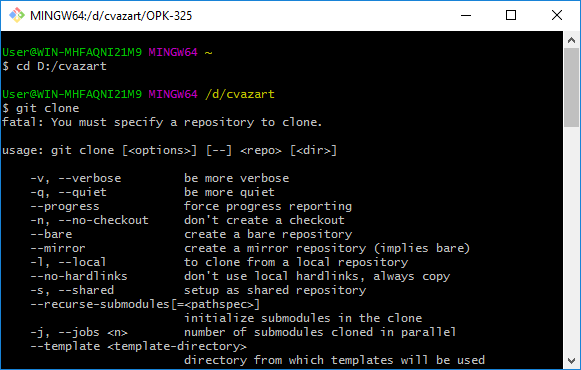 MINGW64:/d/cvazart/OPK-325
User@WIN-MHFAQNI21M9 MINGW64 ~
$ cd D:/cvazart
User@WIN-MHFAQNI21M9 MINGW64 /d/cvazart
$ git clone
fatal: You must specify a repository to clone.
usage: git clone [<options>] [--] <repo> [<dir>]
-v, --verbose be more verbose
-q, --quiet be more quiet
--progress force progress reporting
-n, --no-checkout don't create a checkout
--bare create a bare repository
--mirror create a mirror repository (implies bare)
-l, --local to clone from a local repository
--no-hardlinks don't use local hardlinks, always copy
-s, --shared setup as shared repository
--recurse-submodules[=<pathspec>]
initialize submodules in the clone
-j, --jobs <n> number of submodules cloned in parallel
--template <template-directory>
directory from which templates will be used